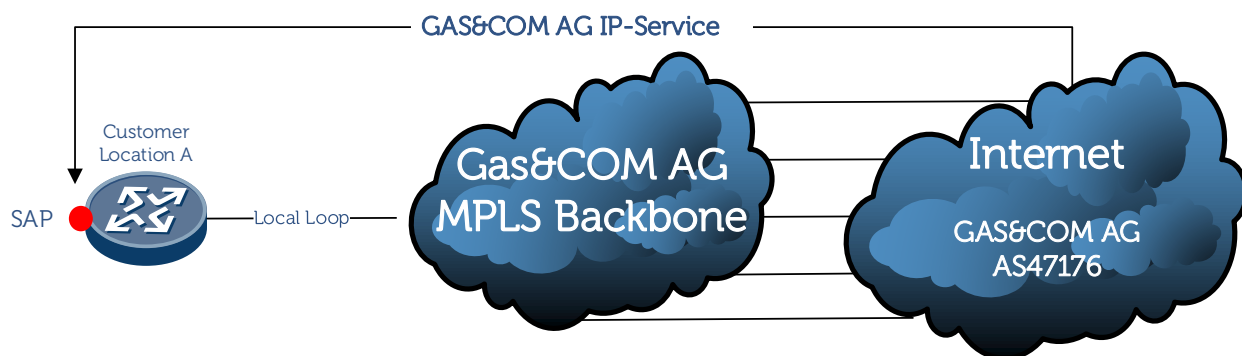 GAS&COM AG IP-Service
Customer
Location A
SAP
Local Loop
Gas&COM AG
MPLS Backbone
Internet
GAS&COM AG
AS47176